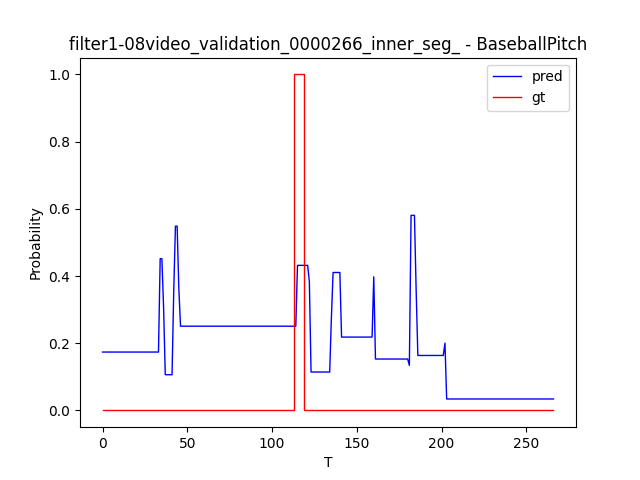 filter1-08video_validation_0000266_inner_seg_ - BaseballPitch
pred
gt
1.0
0.8
0.6
0.4
0.2
0.0
Probability
0
50
100
150
200
250
T